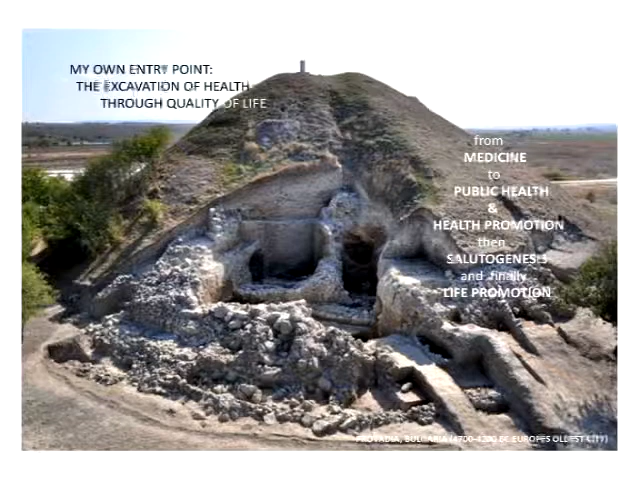 MY OWN ENTRY POINT:
THE EXCAVATION OF HEALTH
THROUGH QUALITY OF LIFE
from
MEDICINE
to
PUBLIC HEALTH
&
HEALTH PROMOTION
then
SALUTOGENESIS
and finally
LIFE PROMOTION
PROVADIA, BULGARIA (4700-4200 BC EUROPES OLDEST CITY)